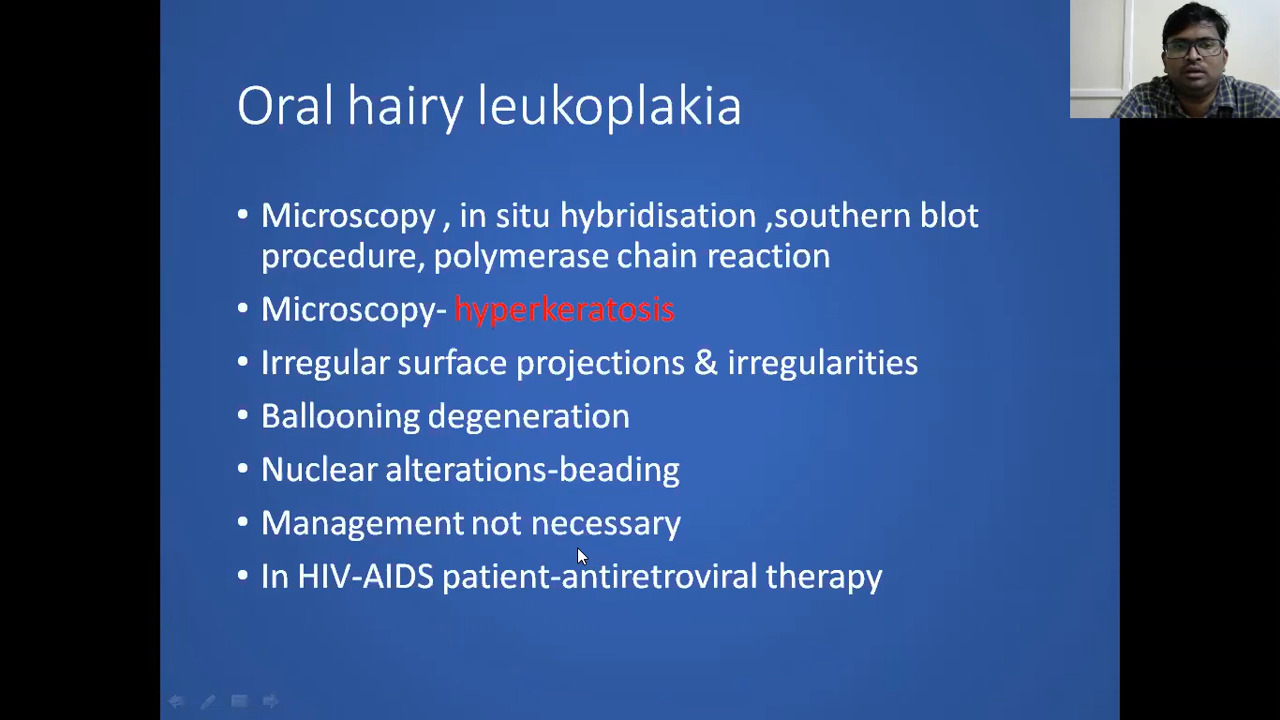 Oral hairy leukoplakia
• Microscopy , in situ hybridisation ,southern blot
procedure, polymerase chain reaction
• Microscopy- hyperkeratosis
• Irregular surface projections & irregularities
• Ballooning degeneration
• Nuclear alterations-beading
• Management not necessary
• In HIV-AIDS patient-antiretroviral therapy